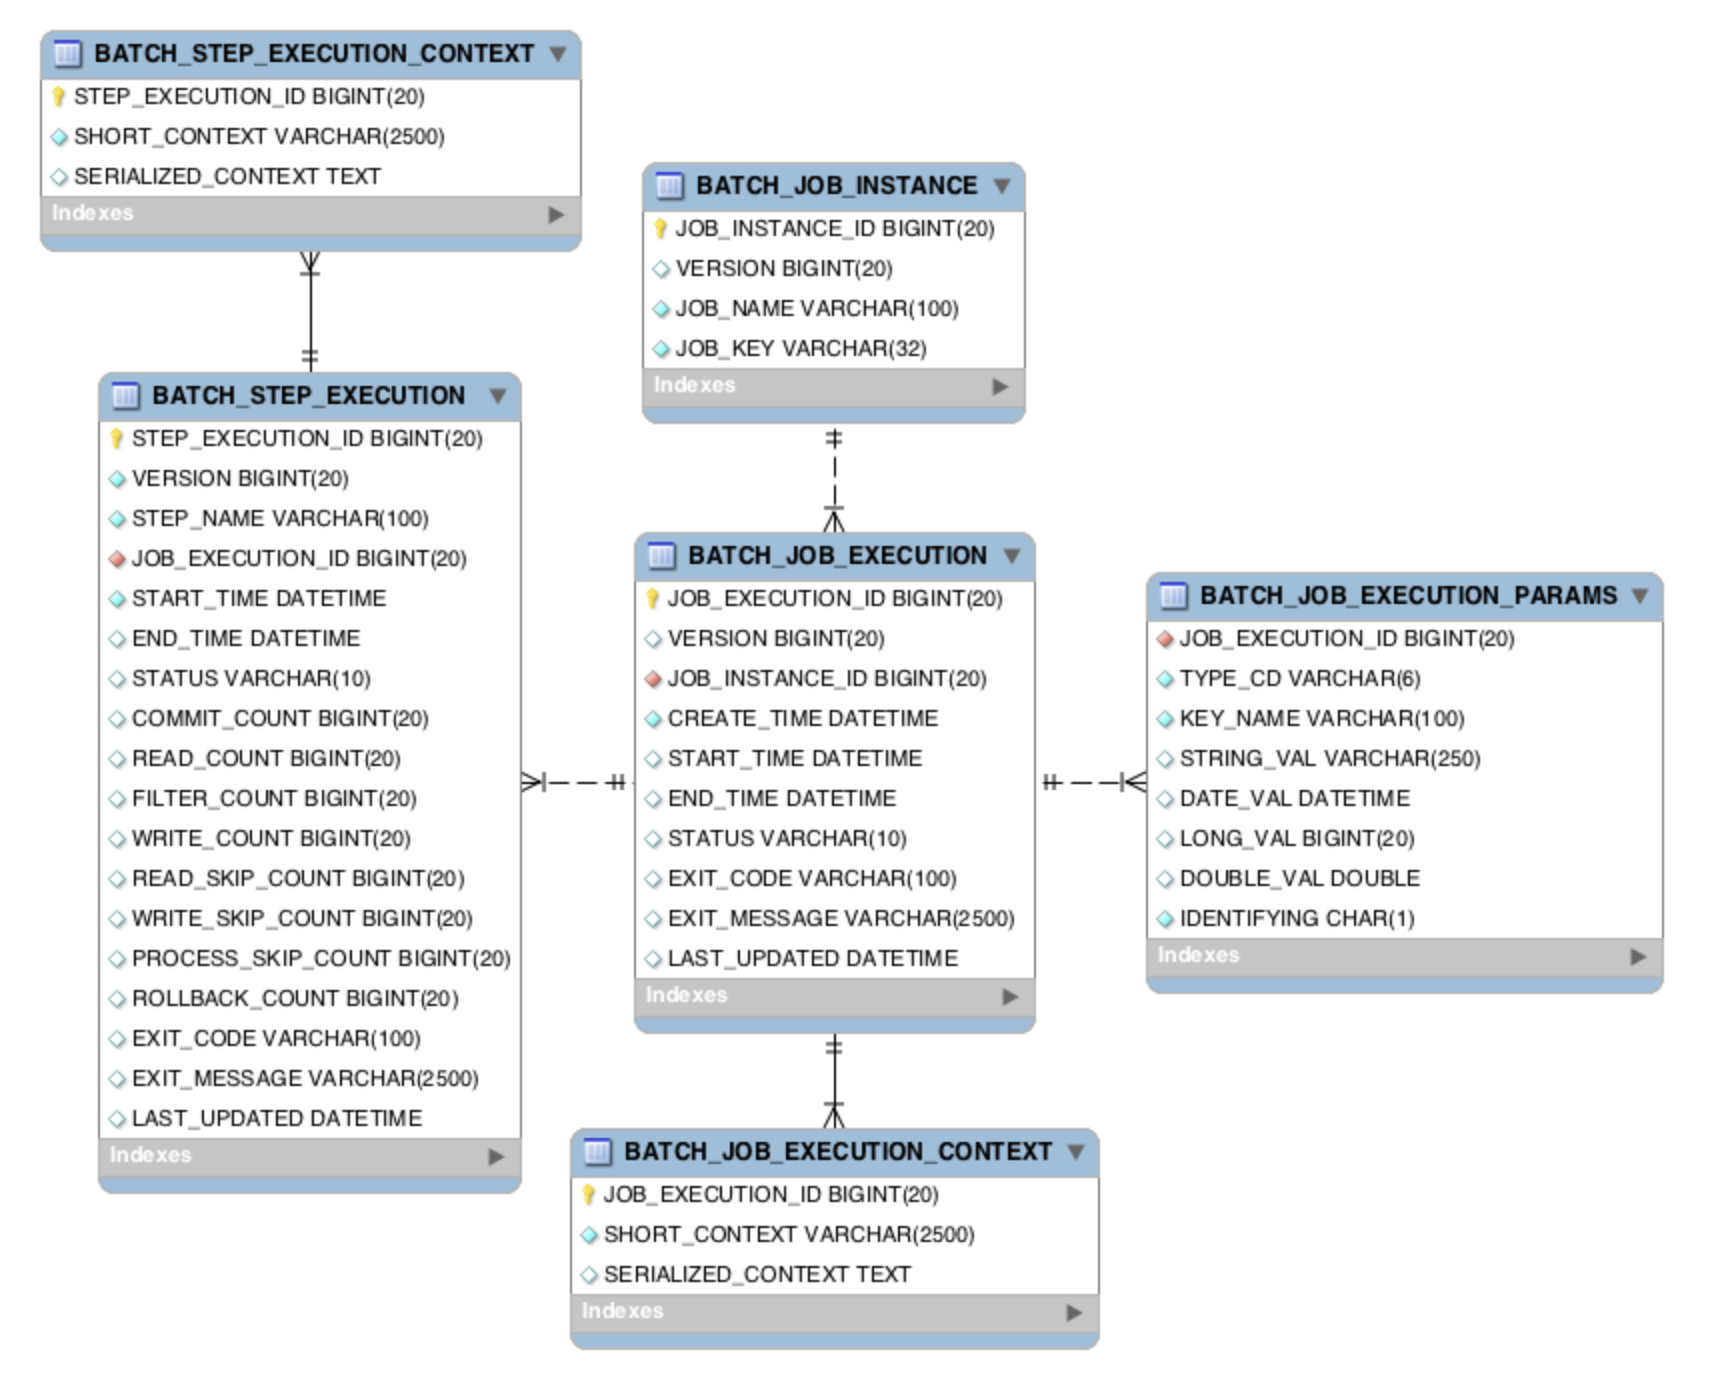 BATCH_STEP_EXECUTION_CONTEXT
STEP_EXECUTION_ID BIGINT(20)
SHORT_CONTEXT VARCHAR(2500)
SERIALIZED_CONTEXT TEXT
Indexes
BATCH_JOB_INSTANCE
JOB_INSTANCE_ID BIGINT(20)
VERSION BIGINT(20)
JOB_NAME VARCHAR(100)
JOB_KEY VARCHAR(32)
Indexes
BATCH_STEP_EXECUTION
STEP_EXECUTION_ID BIGINT(20)
VERSION BIGINT(20)
STEP_NAME VARCHAR(100)
JOB_EXECUTION_ID BIGINT(20)
START_TIME DATETIME
END_TIME DATETIME
STATUS VARCHAR(10)
COMMIT_COUNT BIGINT(20)
READ_COUNT BIGINT(20)
FILTER_COUNT BIGINT(20)
WRITE_COUNT BIGINT(20)
READ_SKIP_COUNT BIGINT(20)
WRITE_SKIP_COUNT BIGINT(20)
PROCESS_SKIP_COUNT BIGINT(20)
ROLLBACK_COUNT BIGINT(20)
EXIT_CODE VARCHAR(100)
EXIT_MESSAGE VARCHAR(2500)
LAST_UPDATED DATETIME
Indexes
BATCH_JOB_EXECUTION
JOB_EXECUTION_ID BIGINT(20)
VERSION BIGINT(20)
JOB_INSTANCE_ID BIGINT(20)
CREATE_TIME DATETIME
START_TIME DATETIME
END_TIME DATETIME
STATUS VARCHAR(10)
EXIT_CODE VARCHAR(100)
EXIT_MESSAGE VARCHAR(2500)
LAST_UPDATED DATETIME
Indexes
BATCH_JOB_EXECUTION_PARAMS
JOB_EXECUTION_ID BIGINT(20)
TYPE_CD VARCHAR(6)
KEY_NAME VARCHAR(100)
STRING_VAL VARCHAR(250)
DATE_VAL DATETIME
LONG_VAL BIGINT(20)
DOUBLE_VAL DOUBLE
IDENTIFYING CHAR(1)
Indexes
BATCH_JOB_EXECUTION_CONTEXT
JOB_EXECUTION_ID BIGINT(20)
SHORT_CONTEXT VARCHAR(2500)
SERIALIZED_CONTEXT TEXT
Indexes